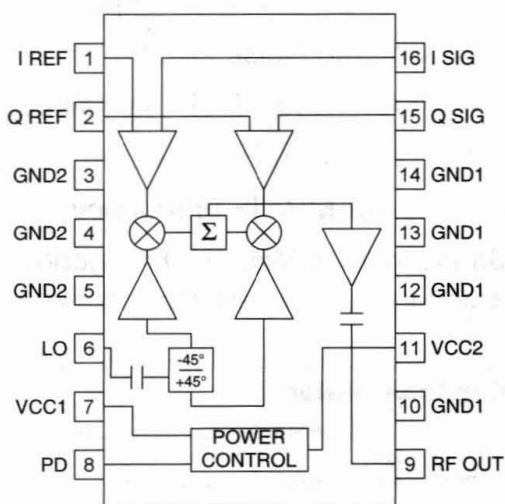 I REF 1
16 I SIG
Q REF 2
15 Q SIG
GND2 3
14 GND1
GND2 4
Σ
13 GND1
GND2 5
12 GND1
LO 6
-45°
+45°
11 VCC2
VCC1 7
10 GND1
POWER
CONTROL
PD 8
9 RF OUT